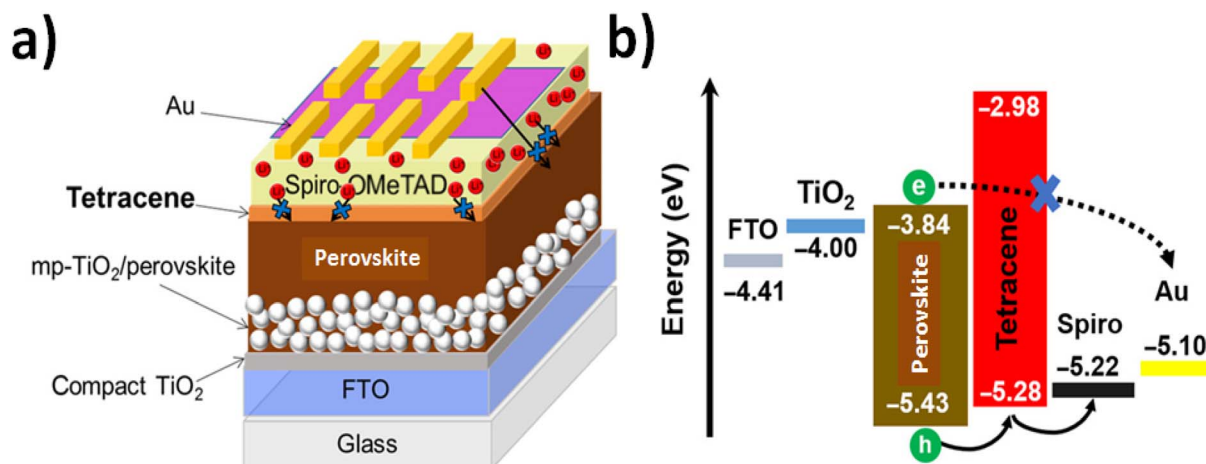 a)
Au
Tetracene
mp-TiO₂/perovskite
Compact TiO₂
Li⁺
Spiro-OMeTAD
Perovskite
FTO
Glass
b)
Energy (eV)
FTO
−4.41
TiO₂
−4.00
e
−3.84
Perovskite
−5.43
h
−2.98
Tetracene
−5.28
Spiro
−5.22
Au
−5.10